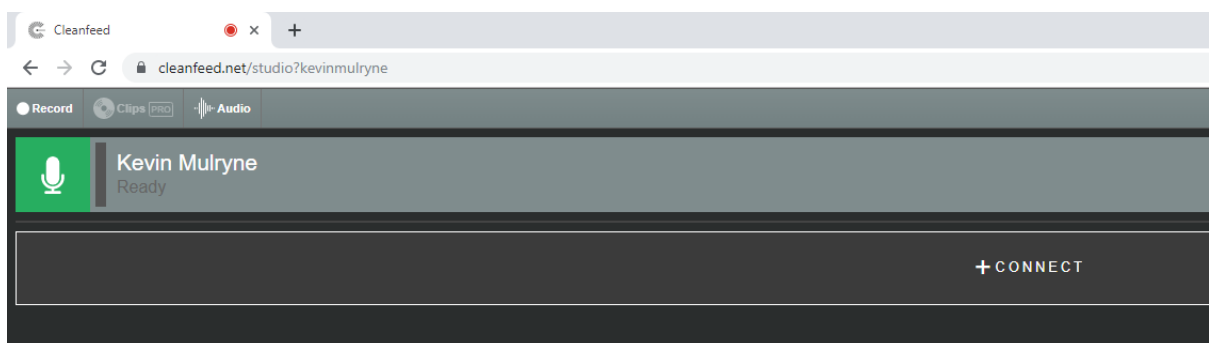 Cleanfeed
cleanfeed.net/studio?kevinmulryne
Record Clips PRO Audio
Kevin Mulryne
Ready
+CONNECT